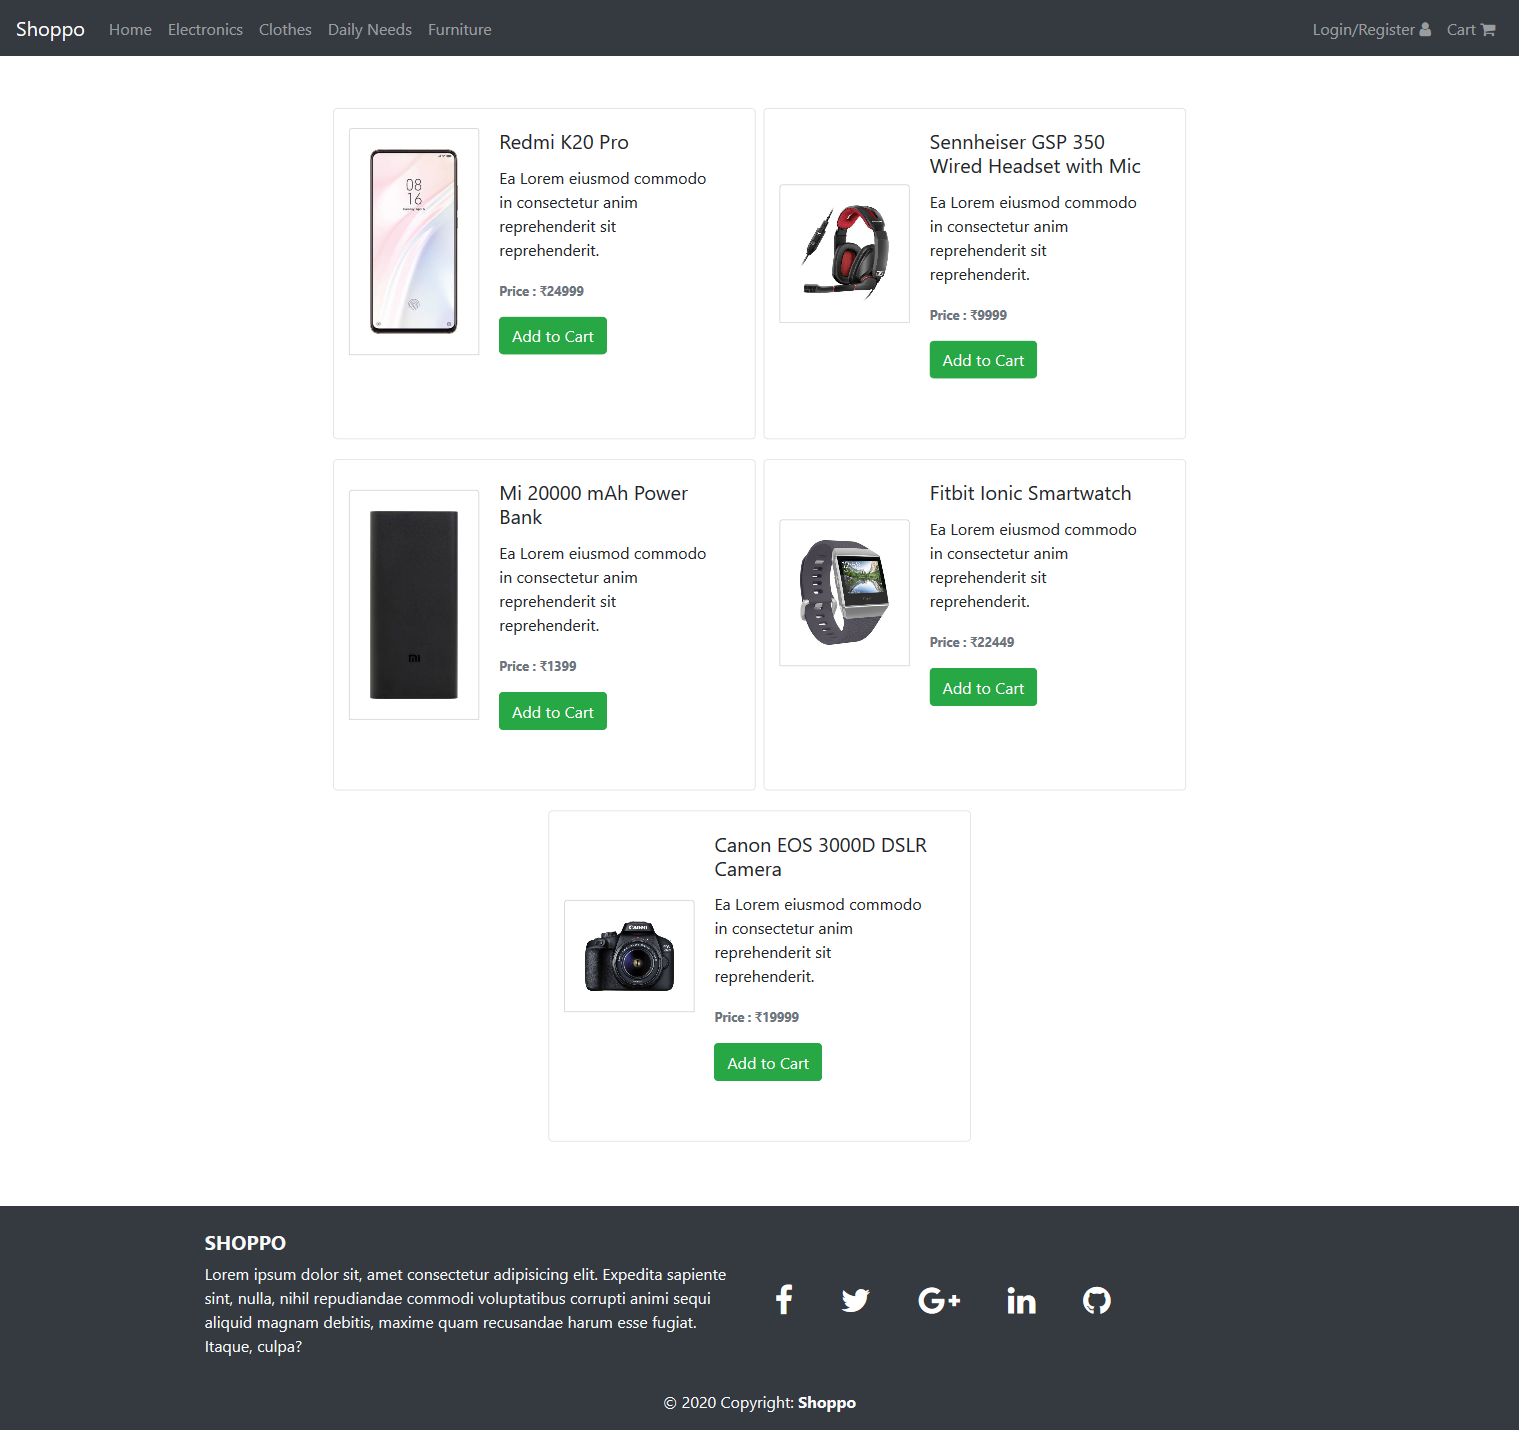 Shoppo Home Electronics Clothes Daily Needs Furniture Login/Register Cart
Redmi K20 Pro
Ea Lorem eiusmod commodo
in consectetur anim
reprehenderit sit
reprehenderit.
Price : ₹24999
Add to Cart
08
16
Sennheiser GSP 350
Wired Headset with Mic
Ea Lorem eiusmod commodo
in consectetur anim
reprehenderit sit
reprehenderit.
Price : ₹9999
Add to Cart
Mi 20000 mAh Power
Bank
Ea Lorem eiusmod commodo
in consectetur anim
reprehenderit sit
reprehenderit.
Price : ₹1399
Add to Cart
mi
Fitbit Ionic Smartwatch
Ea Lorem eiusmod commodo
in consectetur anim
reprehenderit sit
reprehenderit.
Price : ₹22449
Add to Cart
Canon EOS 3000D DSLR
Camera
Ea Lorem eiusmod commodo
in consectetur anim
reprehenderit sit
reprehenderit.
Price : ₹19999
Add to Cart
Canon
SHOPPO
Lorem ipsum dolor sit, amet consectetur adipisicing elit. Expedita sapiente
sint, nulla, nihil repudiandae commodi voluptatibus corrupti animi sequi
aliquid magnam debitis, maxime quam recusandae harum esse fugiat.
Itaque, culpa?
© 2020 Copyright: Shoppo